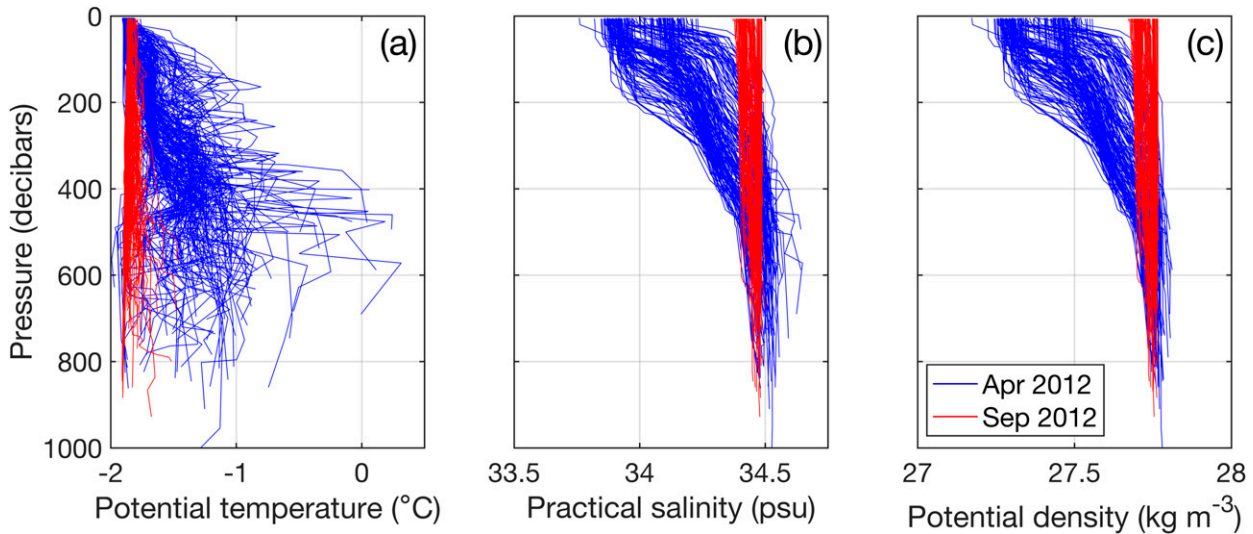 (a)
(b)
(c)
0
200
400
600
800
1000
Pressure (decibars)
-2
-1
0
33.5
34
34.5
27
27.5
28
Apr 2012
Sep 2012
Potential temperature (°C)
Practical salinity (psu)
Potential density (kg m⁻³)